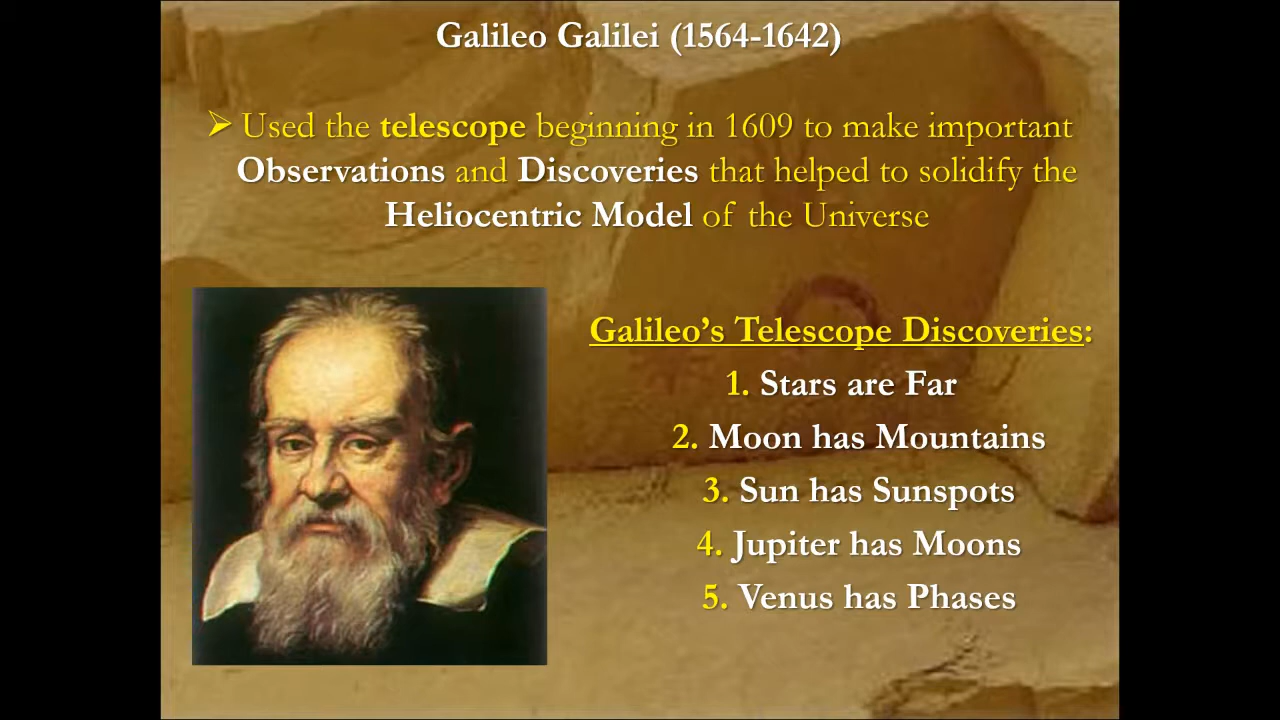 Galileo Galilei (1564-1642)
➢ Used the telescope beginning in 1609 to make important
Observations and Discoveries that helped to solidify the
Heliocentric Model of the Universe
Galileo’s Telescope Discoveries:
1. Stars are Far
2. Moon has Mountains
3. Sun has Sunspots
4. Jupiter has Moons
5. Venus has Phases